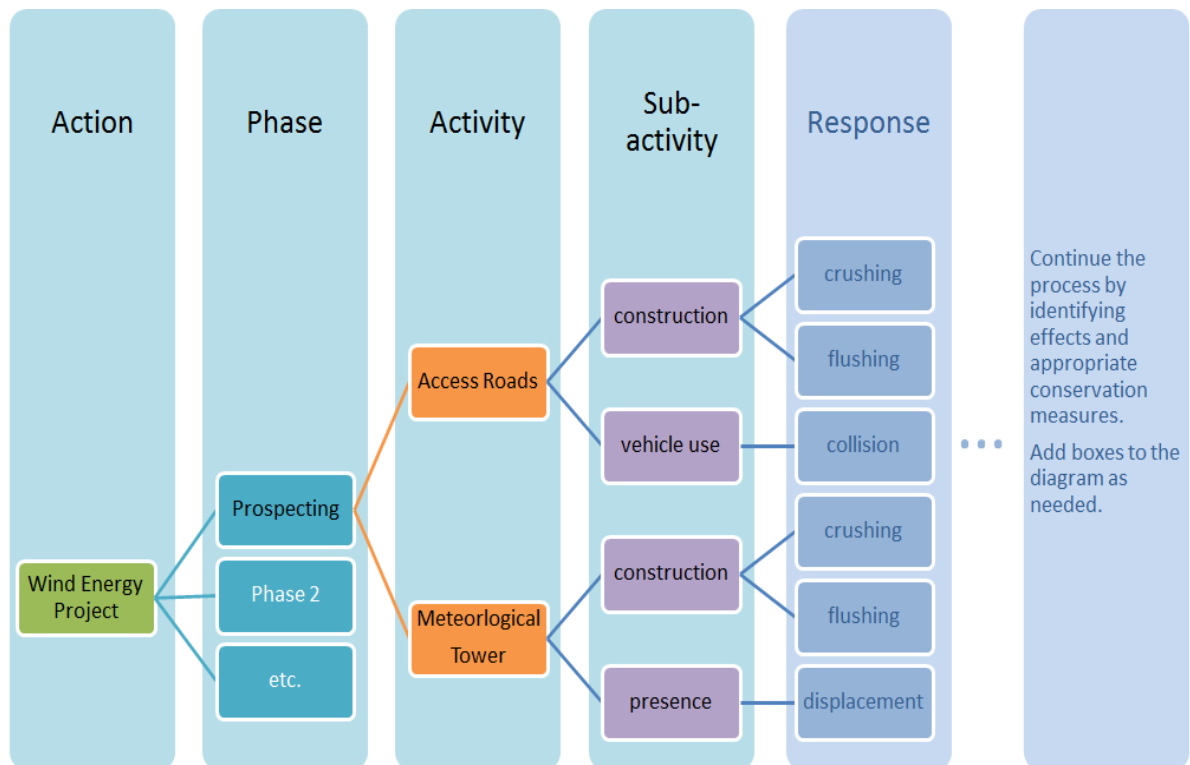 Action
Phase
Activity
Sub-
activity
Response
Wind Energy
Project
Prospecting
Phase 2
etc.
Access Roads
Meteorlogical
Tower
construction
vehicle use
construction
presence
crushing
flushing
collision
crushing
flushing
displacement
...
Continue the
process by
identifying
effects and
appropriate
conservation
measures.
Add boxes to the
diagram as
needed.